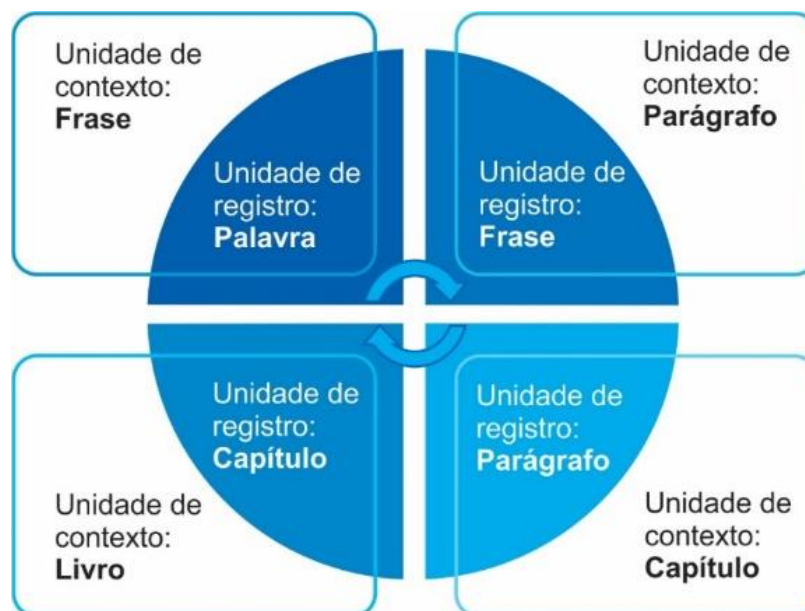 Unidade de
contexto:
Frase
Unidade de
registro:
Palavra
Unidade de
contexto:
Parágrafo
Unidade de
registro:
Frase
Unidade de
registro:
Capítulo
Unidade de
contexto:
Livro
Unidade de
registro:
Parágrafo
Unidade de
contexto:
Capítulo